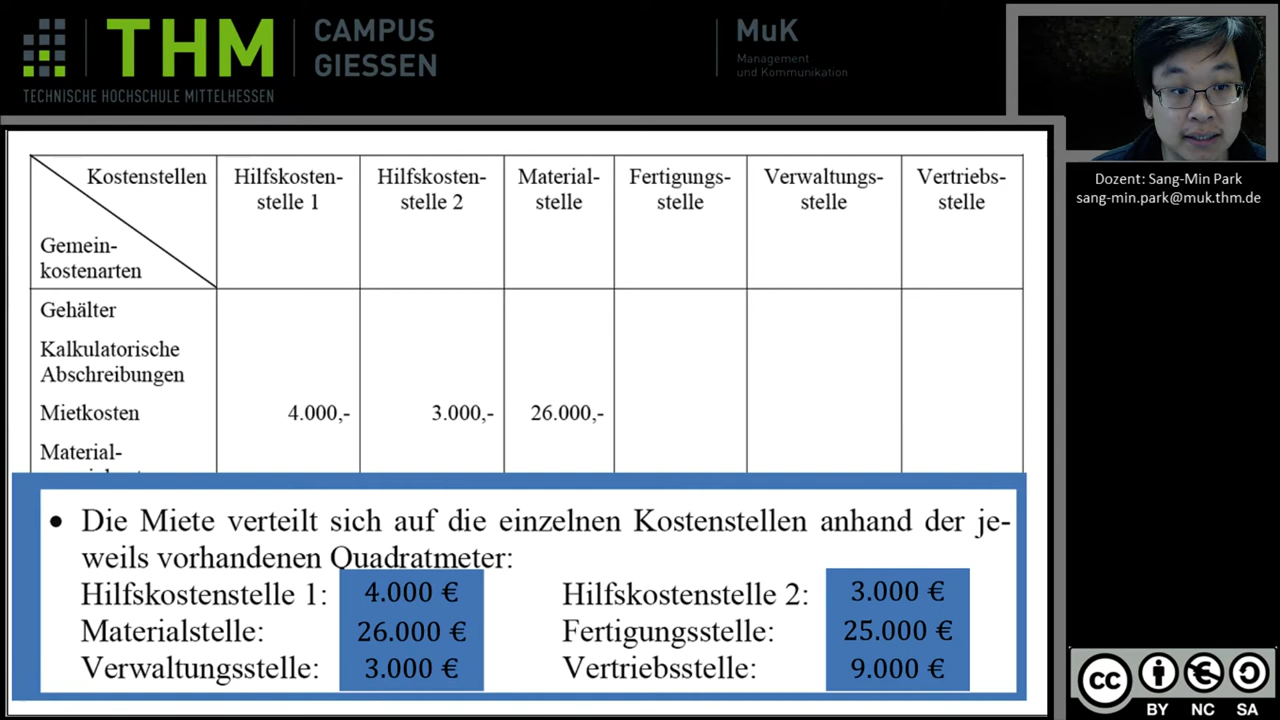 THM
CAMPUS
GIESSEN
TECHNISCHE HOCHSCHULE MITTELHESSEN
MuK
Management
und Kommunikation
Dozent: Sang-Min Park
sang-min.park@muk.thm.de
Kostenstellen
Gemein-
kostenarten
Hilfskosten-
stelle 1
Hilfskosten-
stelle 2
Material-
stelle
Fertigungs-
stelle
Verwaltungs-
stelle
Vertriebs-
stelle
Gehälter
Kalkulatorische
Abschreibungen
Mietkosten 4.000,- 3.000,- 26.000,-
Material-
• Die Miete verteilt sich auf die einzelnen Kostenstellen anhand der je-
weils vorhandenen Quadratmeter:
Hilfskostenstelle 1: 4.000 € Hilfskostenstelle 2: 3.000 €
Materialstelle: 26.000 € Fertigungsstelle: 25.000 €
Verwaltungsstelle: 3.000 € Vertriebsstelle: 9.000 €
cc
BY NC SA